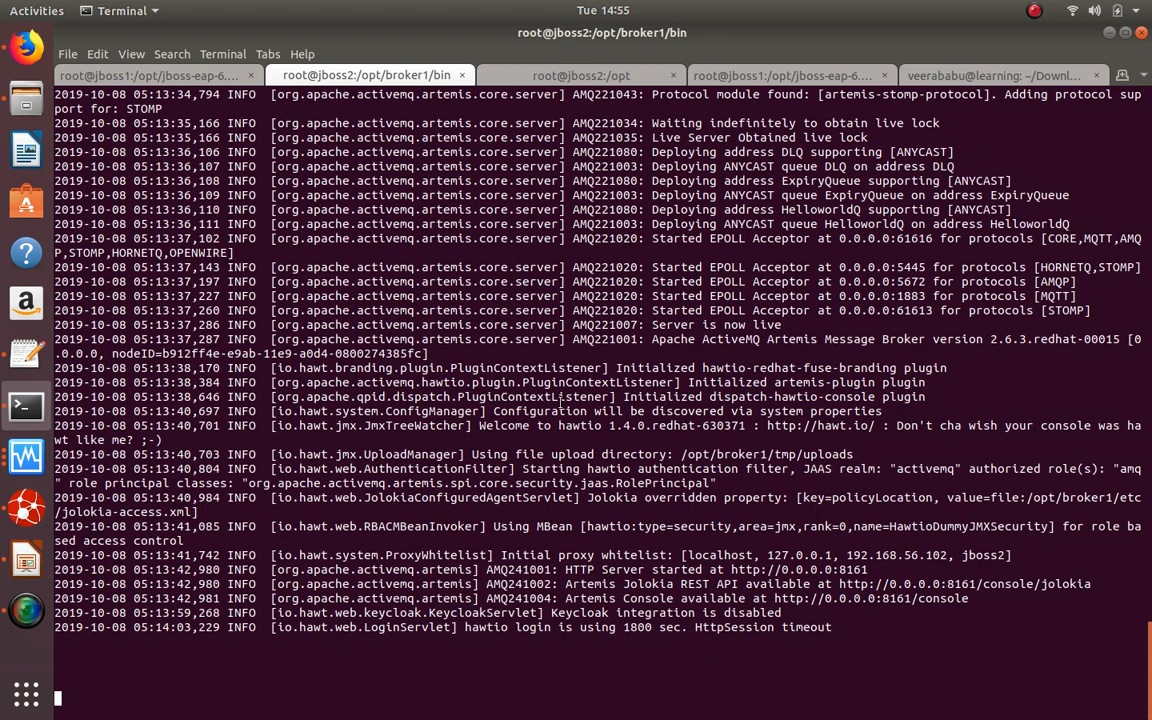 Activities
Terminal
Tue 14:55
root@jboss2:/opt/broker1/bin
File Edit View Search Terminal Tabs Help
root@jboss1:/opt/jboss-eap-6.... ×
root@jboss2:/opt/broker1/bin ×
root@jboss2:/opt ×
root@jboss1:/opt/jboss-eap-6.... ×
veerababu@learning: ~/Downl... ×
2019-10-08 05:13:34,794 INFO  [org.apache.activemq.artemis.core.server] AMQ221043: Protocol module found: [artemis-stomp-protocol]. Adding protocol sup
port for: STOMP
2019-10-08 05:13:35,166 INFO  [org.apache.activemq.artemis.core.server] AMQ221034: Waiting indefinitely to obtain live lock
2019-10-08 05:13:35,166 INFO  [org.apache.activemq.artemis.core.server] AMQ221035: Live Server Obtained live lock
2019-10-08 05:13:36,106 INFO  [org.apache.activemq.artemis.core.server] AMQ221080: Deploying address DLQ supporting [ANYCAST]
2019-10-08 05:13:36,107 INFO  [org.apache.activemq.artemis.core.server] AMQ221003: Deploying ANYCAST queue DLQ on address DLQ
2019-10-08 05:13:36,108 INFO  [org.apache.activemq.artemis.core.server] AMQ221080: Deploying address ExpiryQueue supporting [ANYCAST]
2019-10-08 05:13:36,109 INFO  [org.apache.activemq.artemis.core.server] AMQ221003: Deploying ANYCAST queue ExpiryQueue on address ExpiryQueue
2019-10-08 05:13:36,110 INFO  [org.apache.activemq.artemis.core.server] AMQ221080: Deploying address HelloworldQ supporting [ANYCAST]
2019-10-08 05:13:36,111 INFO  [org.apache.activemq.artemis.core.server] AMQ221003: Deploying ANYCAST queue HelloworldQ on address HelloworldQ
2019-10-08 05:13:37,102 INFO  [org.apache.activemq.artemis.core.server] AMQ221020: Started EPOLL Acceptor at 0.0.0.0:61616 for protocols [CORE,MQTT,AMQ
P,STOMP,HORNETQ,OPENWIRE]
2019-10-08 05:13:37,143 INFO  [org.apache.activemq.artemis.core.server] AMQ221020: Started EPOLL Acceptor at 0.0.0.0:5445 for protocols [HORNETQ,STOMP]
2019-10-08 05:13:37,197 INFO  [org.apache.activemq.artemis.core.server] AMQ221020: Started EPOLL Acceptor at 0.0.0.0:5672 for protocols [AMQP]
2019-10-08 05:13:37,227 INFO  [org.apache.activemq.artemis.core.server] AMQ221020: Started EPOLL Acceptor at 0.0.0.0:1883 for protocols [MQTT]
2019-10-08 05:13:37,260 INFO  [org.apache.activemq.artemis.core.server] AMQ221020: Started EPOLL Acceptor at 0.0.0.0:61613 for protocols [STOMP]
2019-10-08 05:13:37,286 INFO  [org.apache.activemq.artemis.core.server] AMQ221007: Server is now live
2019-10-08 05:13:37,287 INFO  [org.apache.activemq.artemis.core.server] AMQ221001: Apache ActiveMQ Artemis Message Broker version 2.6.3.redhat-00015 [0
.0.0.0, nodeID=b912ff4e-e9ab-11e9-a0d4-0800274385fc]
2019-10-08 05:13:38,170 INFO  [io.hawt.branding.plugin.PluginContextListener] Initialized hawtio-redhat-fuse-branding plugin
2019-10-08 05:13:38,384 INFO  [org.apache.activemq.hawtio.plugin.PluginContextListener] Initialized artemis-plugin plugin
2019-10-08 05:13:38,646 INFO  [org.apache.qpid.dispatch.PluginContextListener] Initialized dispatch-hawtio-console plugin
2019-10-08 05:13:40,697 INFO  [io.hawt.system.ConfigManager] Configuration will be discovered via system properties
2019-10-08 05:13:40,701 INFO  [io.hawt.jmx.JmxTreeWatcher] Welcome to hawtio 1.4.0.redhat-630371 : http://hawt.io/ : Don't cha wish your console was ha
wt like me? ;-)
2019-10-08 05:13:40,703 INFO  [io.hawt.jmx.UploadManager] Using file upload directory: /opt/broker1/tmp/uploads
2019-10-08 05:13:40,804 INFO  [io.hawt.web.AuthenticationFilter] Starting hawtio authentication filter, JAAS realm: "activemq" authorized role(s): "amq
" role principal classes: "org.apache.activemq.artemis.spi.core.security.jaas.RolePrincipal"
2019-10-08 05:13:40,984 INFO  [io.hawt.web.JolokiaConfiguredAgentServlet] Jolokia overridden property: [key=policyLocation, value=file:/opt/broker1/etc
/jolokia-access.xml]
2019-10-08 05:13:41,085 INFO  [io.hawt.web.RBACMBeanInvoker] Using MBean [hawtio:type=security,area=jmx,rank=0,name=HawtioDummyJMXSecurity] for role ba
sed access control
2019-10-08 05:13:41,742 INFO  [io.hawt.system.ProxyWhitelist] Initial proxy whitelist: [localhost, 127.0.0.1, 192.168.56.102, jboss2]
2019-10-08 05:13:42,980 INFO  [org.apache.activemq.artemis] AMQ241001: HTTP Server started at http://0.0.0.0:8161
2019-10-08 05:13:42,980 INFO  [org.apache.activemq.artemis] AMQ241002: Artemis Jolokia REST API available at http://0.0.0.0:8161/console/jolokia
2019-10-08 05:13:42,981 INFO  [org.apache.activemq.artemis] AMQ241004: Artemis Console available at http://0.0.0.0:8161/console
2019-10-08 05:13:59,268 INFO  [io.hawt.web.keycloak.KeycloakServlet] Keycloak integration is disabled
2019-10-08 05:14:03,229 INFO  [io.hawt.web.LoginServlet] hawtio login is using 1800 sec. HttpSession timeout